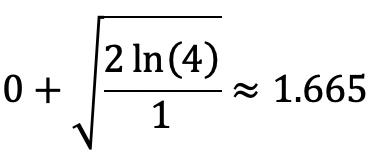 0 + √(2 ln(4)/1) ≈ 1.665